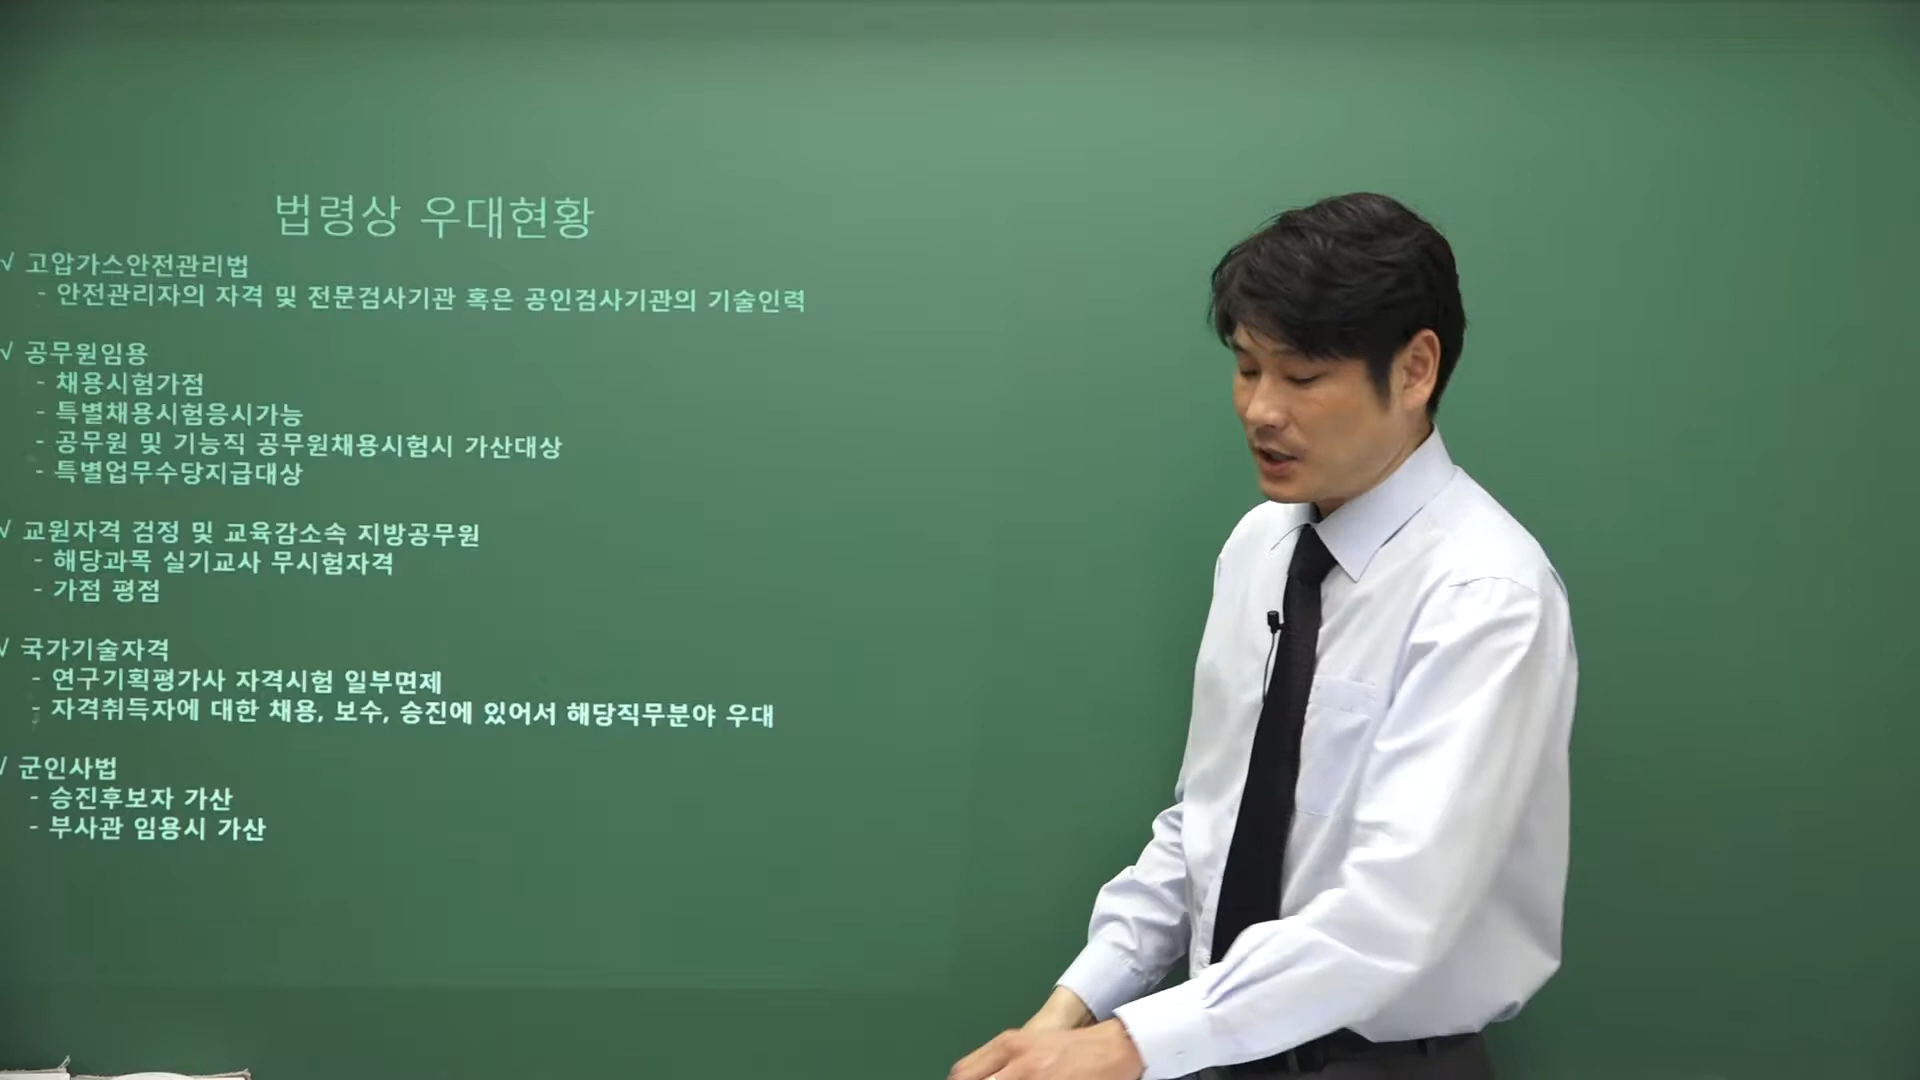 법령상 우대현황
√ 고압가스안전관리법
- 안전관리자의 자격 및 전문검사기관 혹은 공인검사기관의 기술인력
√ 공무원임용
- 채용시험가점
- 특별채용시험응시가능
- 공무원 및 기능직 공무원채용시험시 가산대상
- 특별업무수당지급대상
√ 교원자격 검정 및 교육감소속 지방공무원
- 해당과목 실기교사 무시험자격
- 가점 평점
√ 국가기술자격
- 연구기획평가사 자격시험 일부면제
- 자격취득자에 대한 채용, 보수, 승진에 있어서 해당직무분야 우대
√ 군인사법
- 승진후보자 가산
- 부사관 임용시 가산